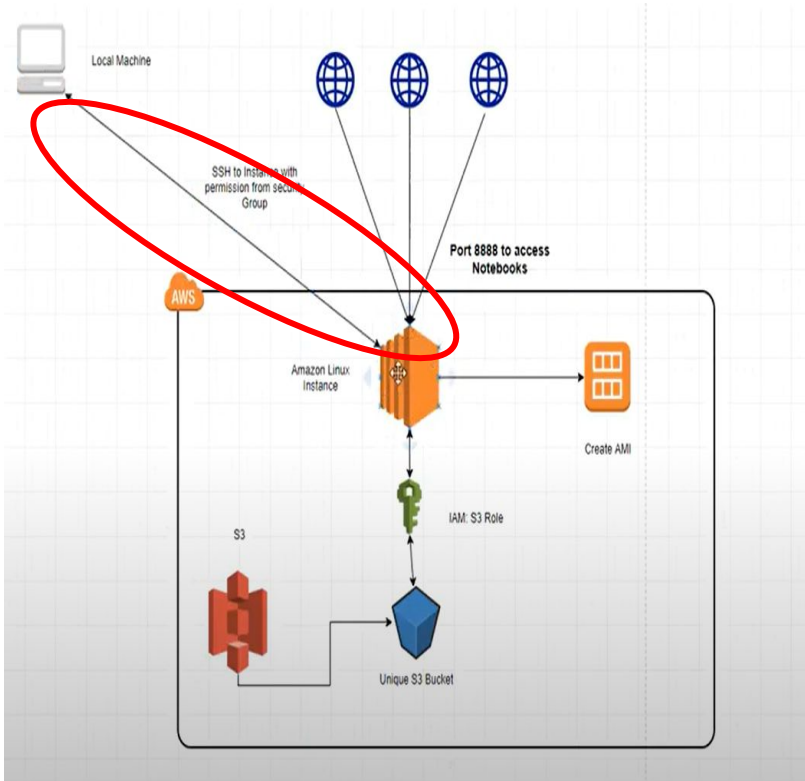 Local Machine
SSH to Instance with
permission from security
Group
Port 8888 to access
Notebooks
AWS
Amazon Linux
Instance
Create AMI
IAM: S3 Role
S3
Unique S3 Bucket